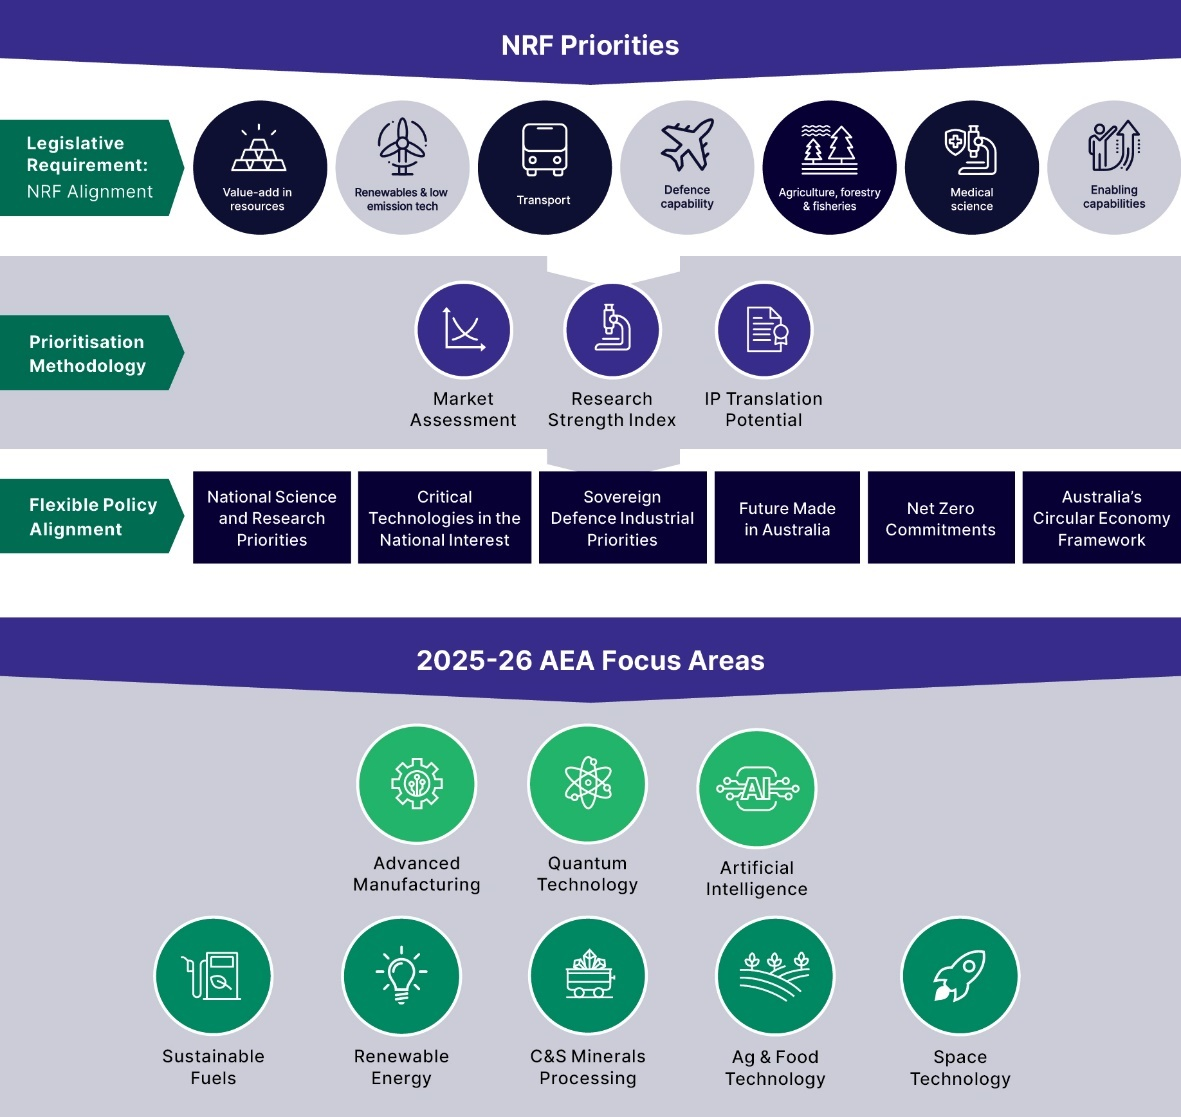 NRF Priorities
Legislative
Requirement:
NRF Alignment
Value-add in
resources
Renewables & low
emission tech
Transport
Defence
capability
Agriculture, forestry
& fisheries
Medical
science
Enabling
capabilities
Prioritisation
Methodology
Market
Assessment
Research
Strength Index
IP Translation
Potential
Flexible Policy
Alignment
National Science
and Research
Priorities
Critical
Technologies in the
National Interest
Sovereign
Defence Industrial
Priorities
Future Made
in Australia
Net Zero
Commitments
Australia’s
Circular Economy
Framework
2025-26 AEA Focus Areas
Advanced
Manufacturing
Quantum
Technology
AI
Artificial
Intelligence
Sustainable
Fuels
Renewable
Energy
C&S Minerals
Processing
Ag & Food
Technology
Space
Technology